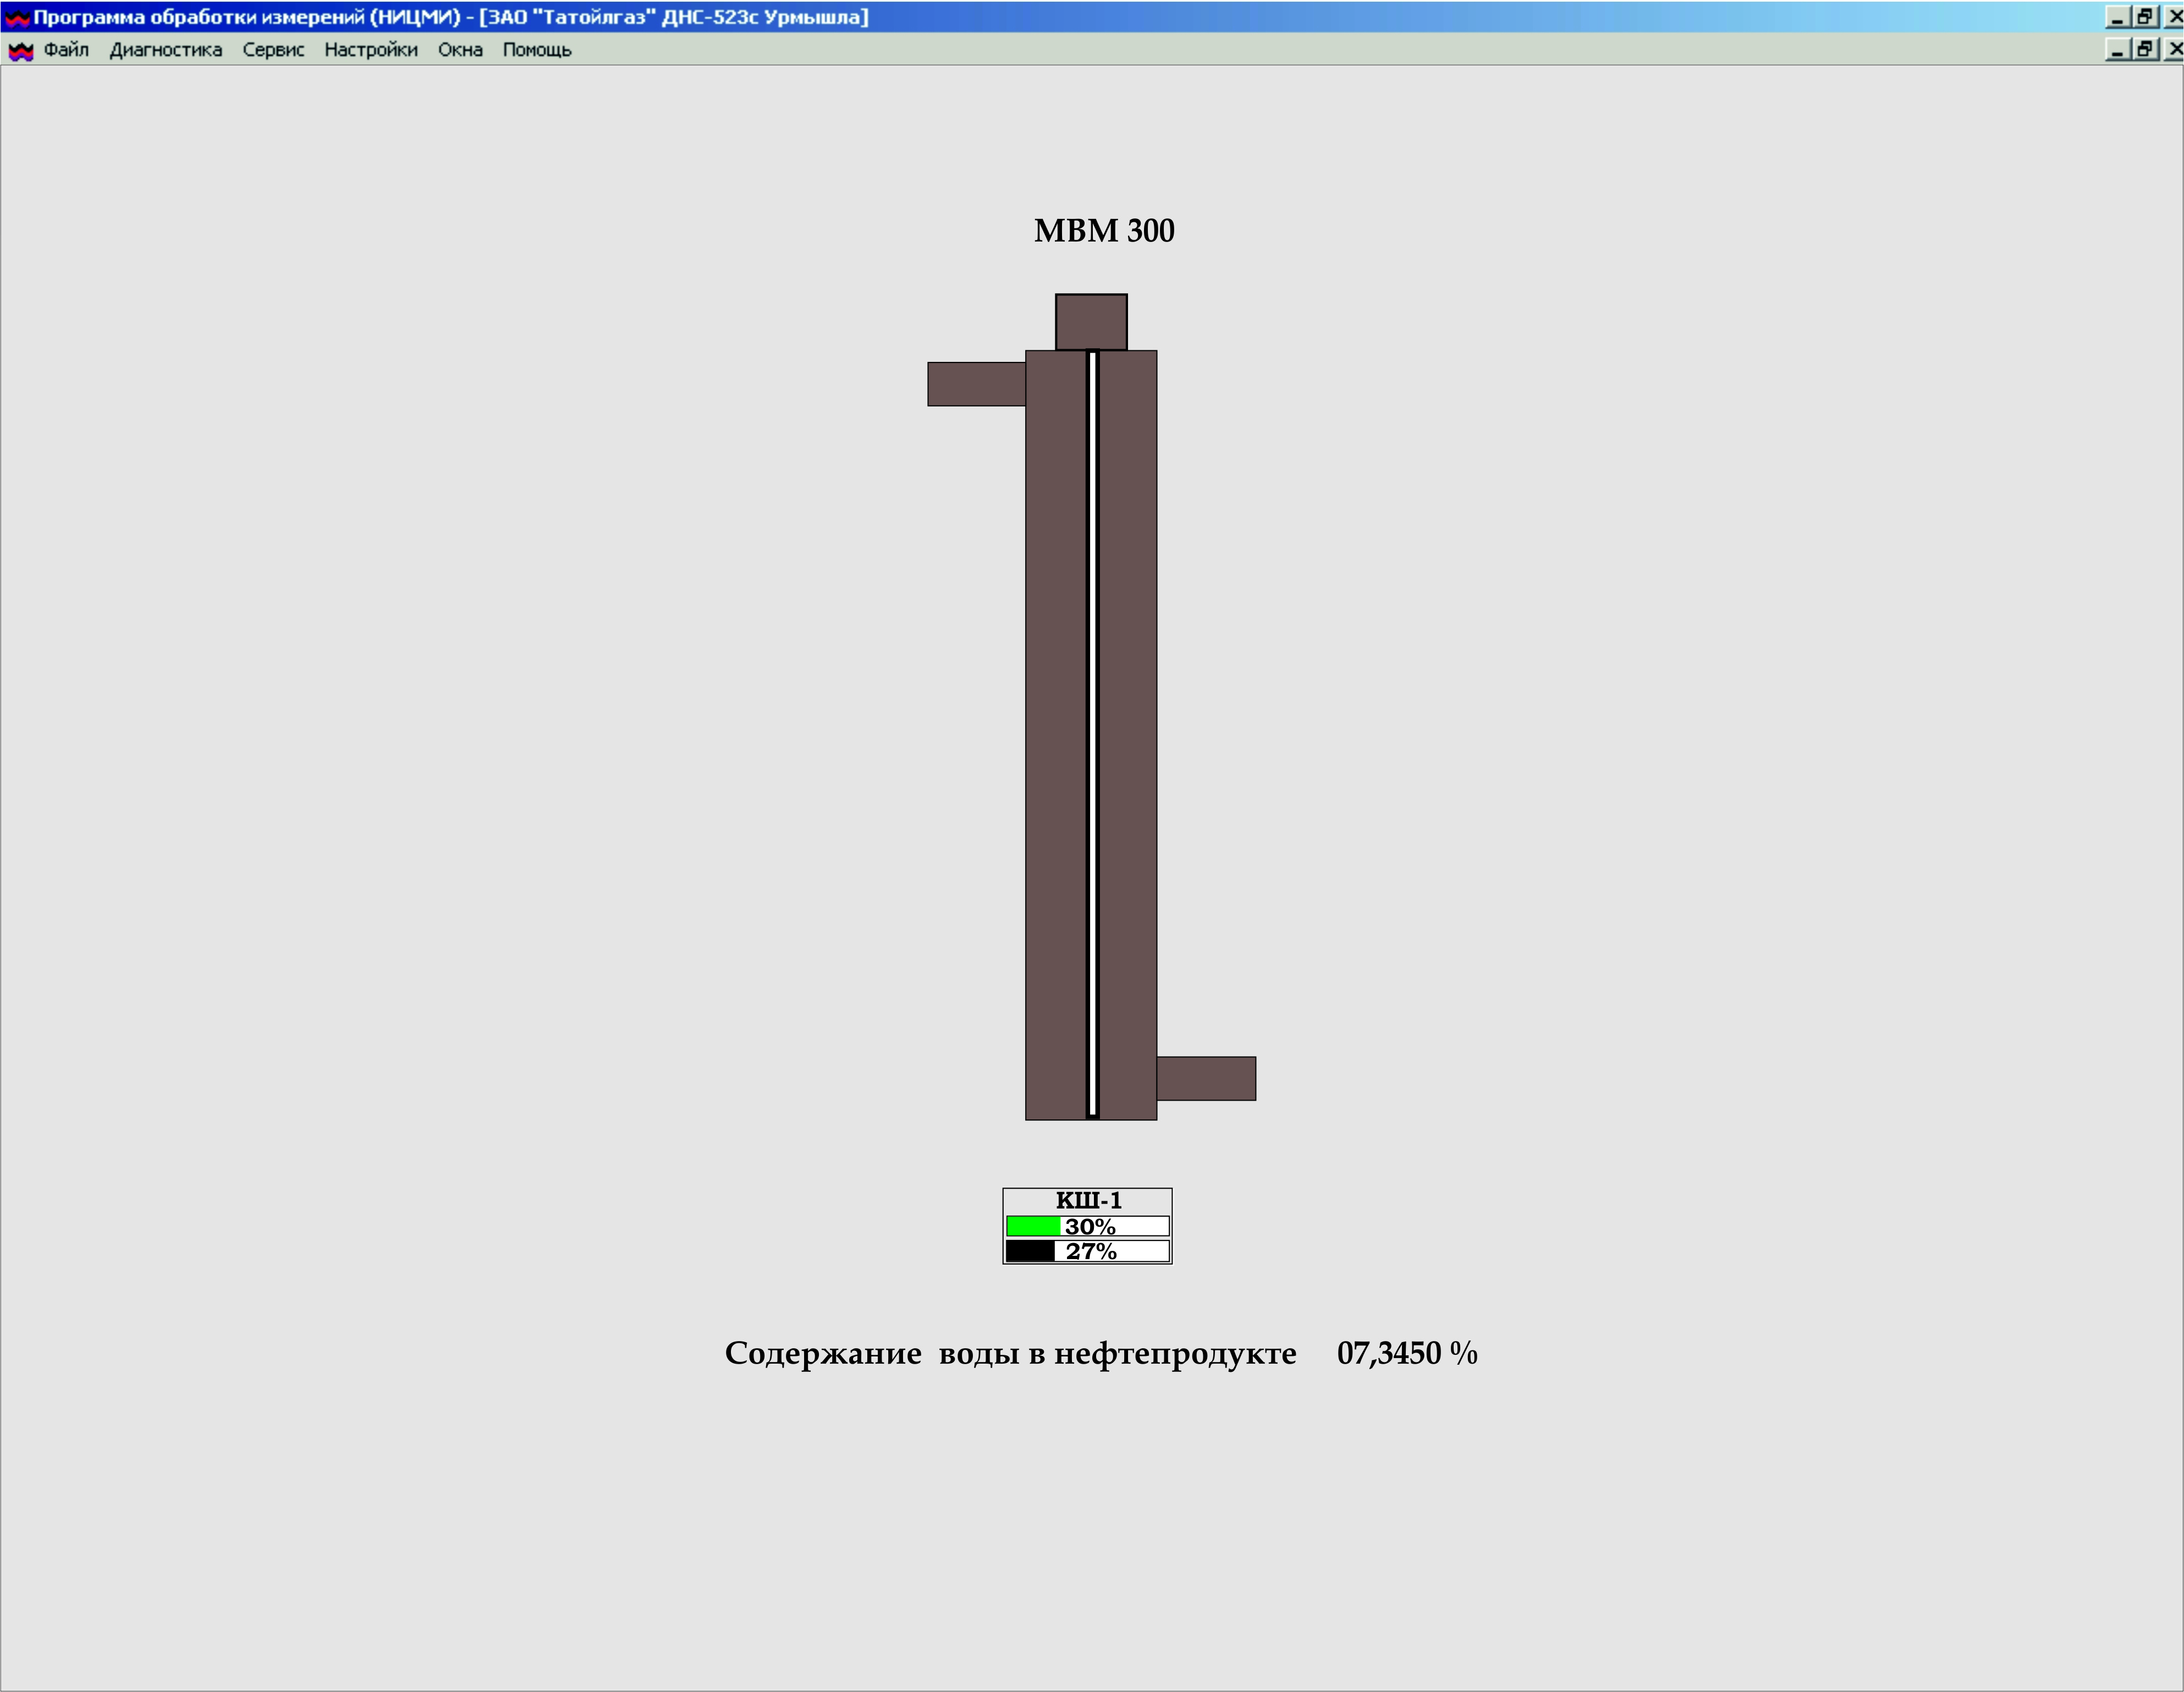 Программа обработки измерений (НИЦМИ) - [ЗАО "Татойлгаз" ДНС-523с Урмышла]
Файл Диагностика Сервис Настройки Окна Помощь
МВМ 300
КШ-1
30%
27%
Содержание воды в нефтепродукте 07,3450 %